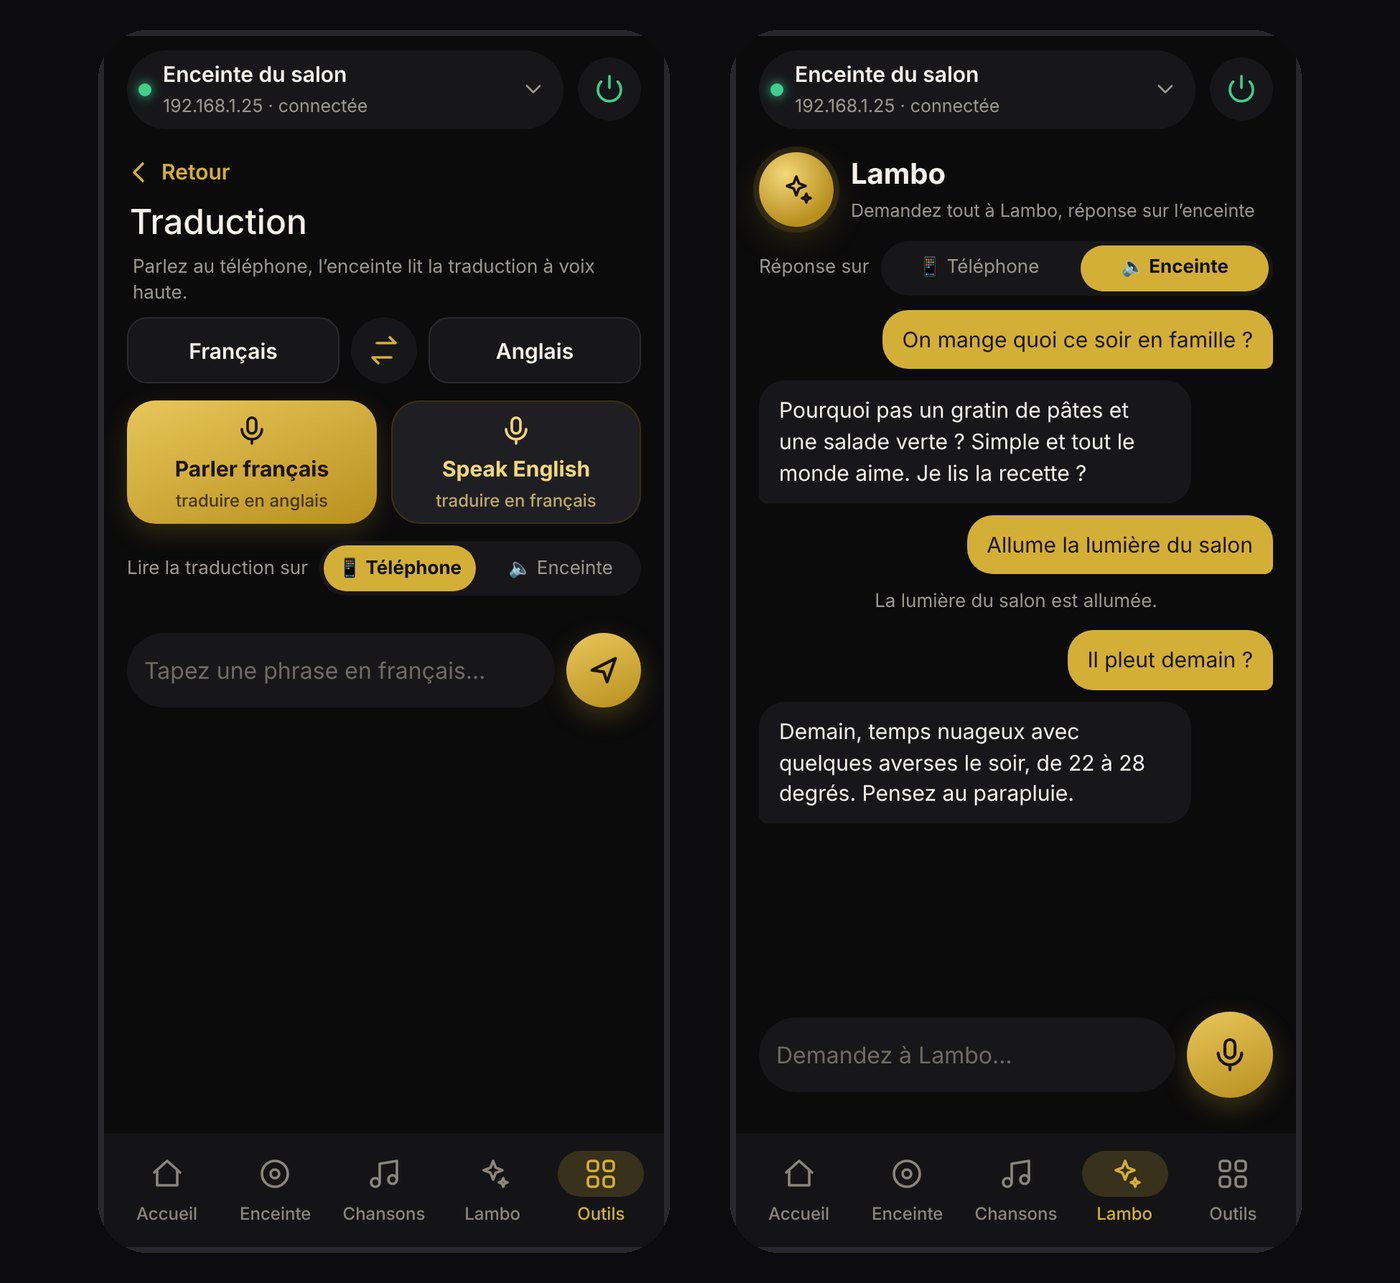 Enceinte du salon
192.168.1.25 · connectée
Retour
Traduction
Parlez au téléphone, l’enceinte lit la traduction à voix
haute.
Français
Anglais
Parler français
traduire en anglais
Speak English
traduire en français
Lire la traduction sur
Téléphone
Enceinte
Tapez une phrase en français...
Accueil
Enceinte
Chansons
Lambo
Outils
Enceinte du salon
192.168.1.25 · connectée
Lambo
Demandez tout à Lambo, réponse sur l’enceinte
Réponse sur
Téléphone
Enceinte
On mange quoi ce soir en famille ?
Pourquoi pas un gratin de pâtes et
une salade verte ? Simple et tout le
monde aime. Je lis la recette ?
Allume la lumière du salon
La lumière du salon est allumée.
Il pleut demain ?
Demain, temps nuageux avec
quelques averses le soir, de 22 à 28
degrés. Pensez au parapluie.
Demandez à Lambo...
Accueil
Enceinte
Chansons
Lambo
Outils